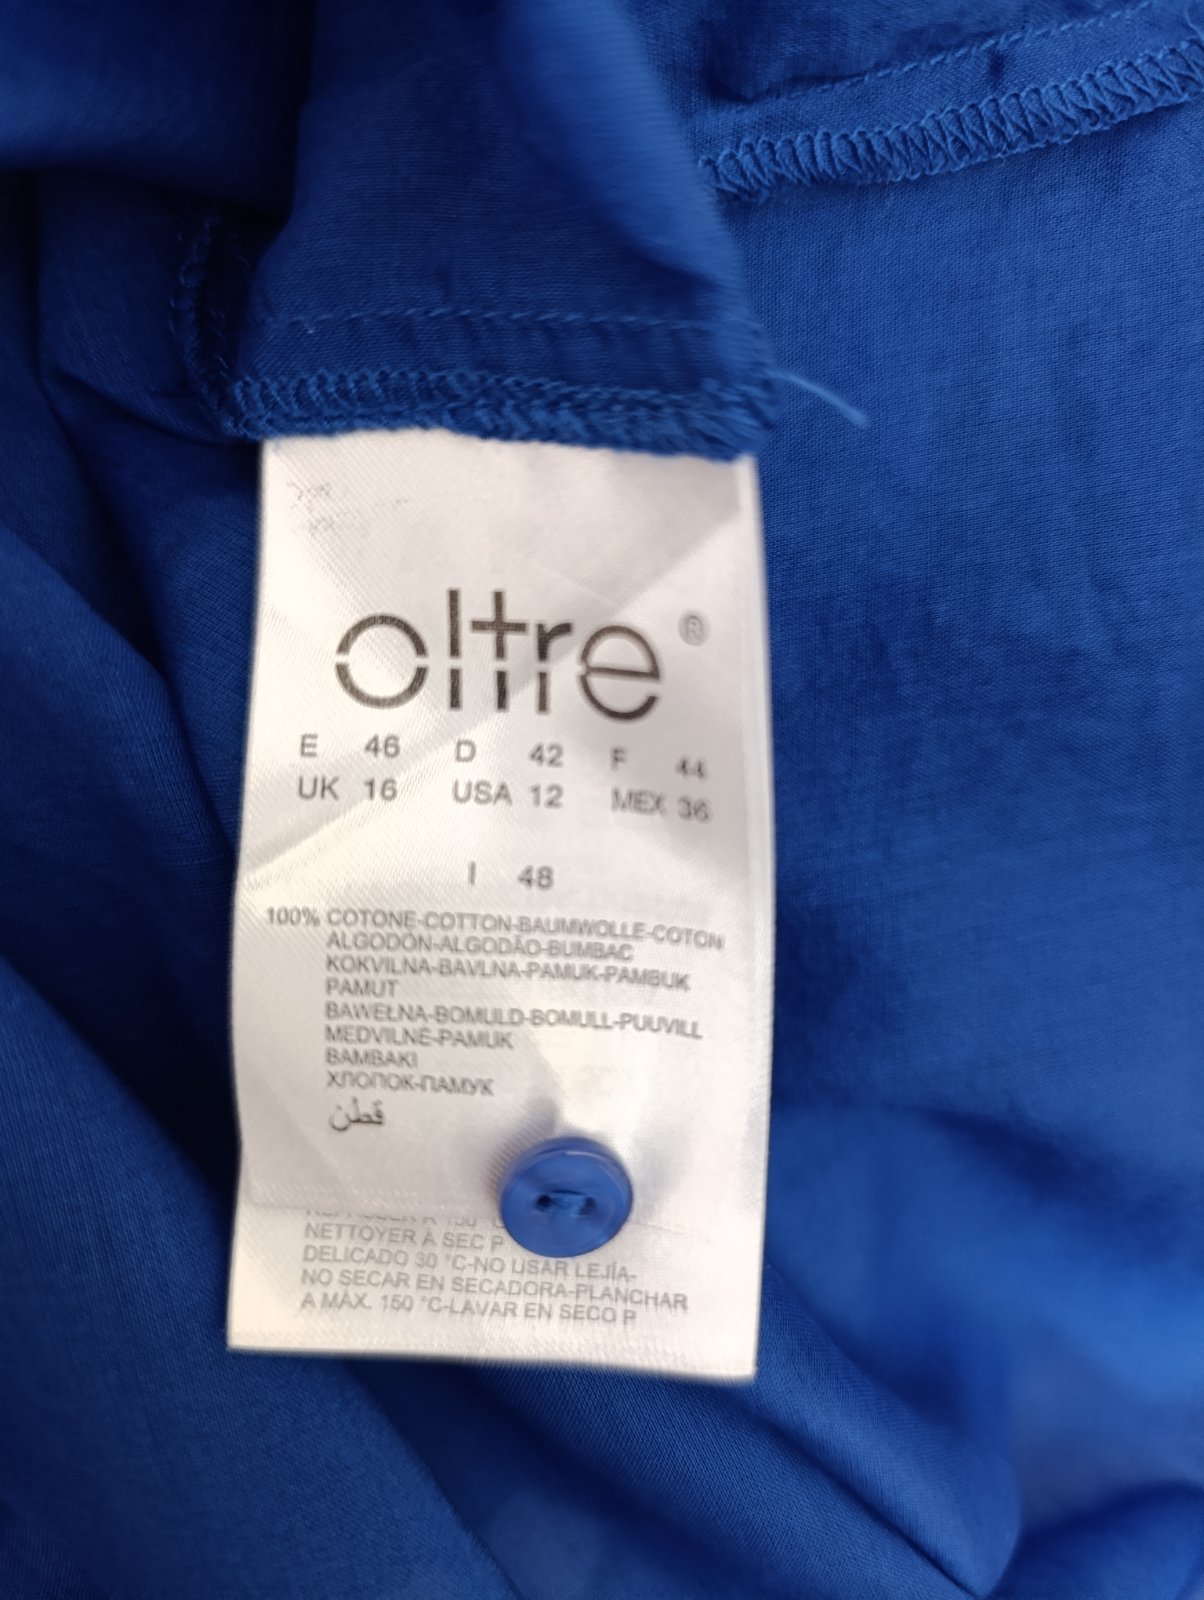 oltre ®
E 46 D 42 F 44
UK 16 USA 12 MEX 36
I 48
100% COTONE-COTTON-BAUMWOLLE-COTON
ALGODÓN-ALGODÃO-BUMBAC
KOKVILNA-BAVLNA-PAMUK-PAMBUK
PAMUT
BAWEŁNA-BOMULD-BOMULL-PUUVILL
MEDVILNĖ-PAMUK
BAMBAKI
ХЛОПОК-ПАМУК
قطن
NETTOYER À SEC P
DELICADO 30 °C-NO USAR LEJÍA-
NO SECAR EN SECADORA-PLANCHAR
A MÁX. 150 °C-LAVAR EN SECO P